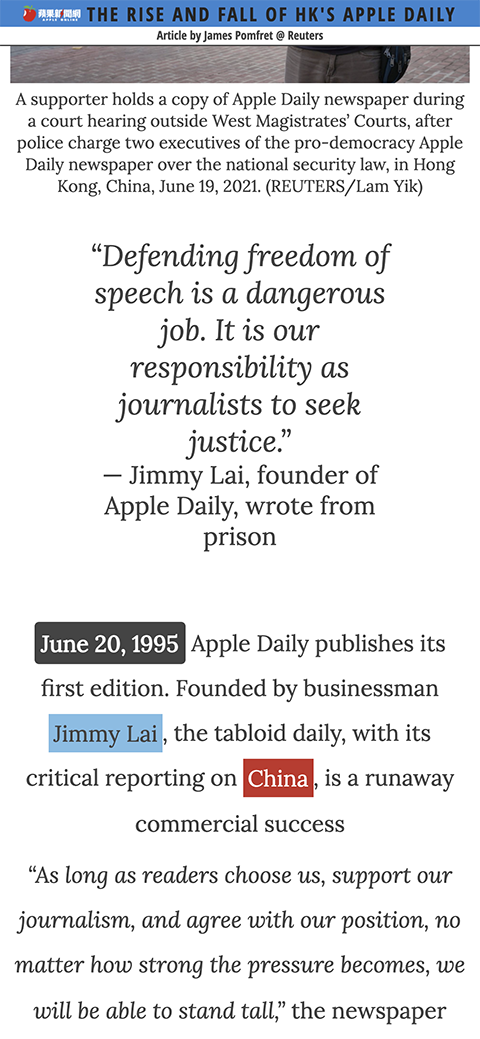 蘋果新聞網
APPLE ONLINE
THE RISE AND FALL OF HK'S APPLE DAILY
Article by James Pomfret @ Reuters
A supporter holds a copy of Apple Daily newspaper during
a court hearing outside West Magistrates’ Courts, after
police charge two executives of the pro-democracy Apple
Daily newspaper over the national security law, in Hong
Kong, China, June 19, 2021. (REUTERS/Lam Yik)
“Defending freedom of
speech is a dangerous
job. It is our
responsibility as
journalists to seek
justice.”
— Jimmy Lai, founder of
Apple Daily, wrote from
prison
June 20, 1995 Apple Daily publishes its
first edition. Founded by businessman
Jimmy Lai, the tabloid daily, with its
critical reporting on China, is a runaway
commercial success
“As long as readers choose us, support our
journalism, and agree with our position, no
matter how strong the pressure becomes, we
will be able to stand tall,” the newspaper